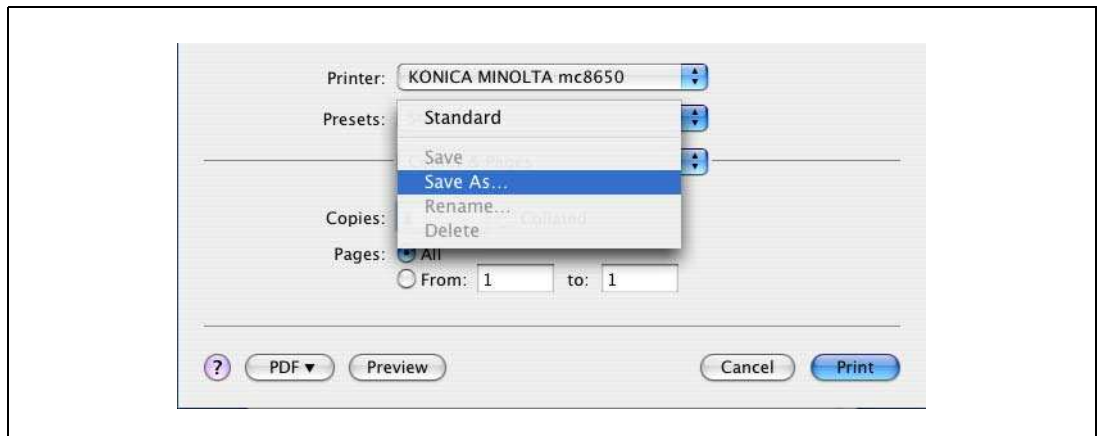 Printer: KONICA MINOLTA mc8650
Presets: Standard
Save
Save As...
Rename...
Delete
Copies: Collated
Pages: All
From: 1 to: 1
? PDF ▼ Preview Cancel Print